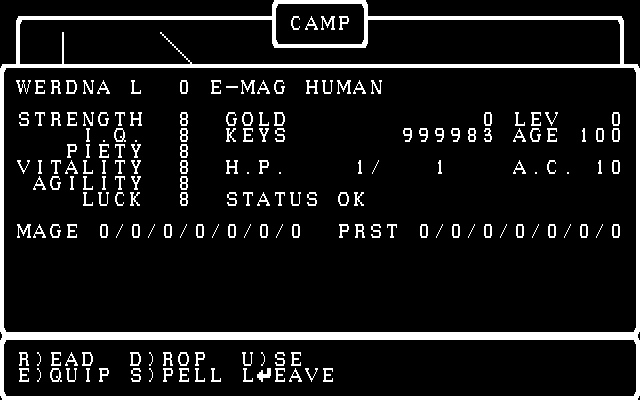 CAMP
WERDNA L 0 E-MAG HUMAN
STRENGTH 8 GOLD 0 LEV 0
I.Q. 8 KEYS 999983 AGE 100
PIETY 8
VITALITY 8 H.P. 1/ 1 A.C. 10
AGILITY 8
LUCK 8 STATUS OK
MAGE 0/0/0/0/0/0/0 PRST 0/0/0/0/0/0/0
R)EAD D)ROP U)SE
E)QUIP S)PELL L↵EAVE